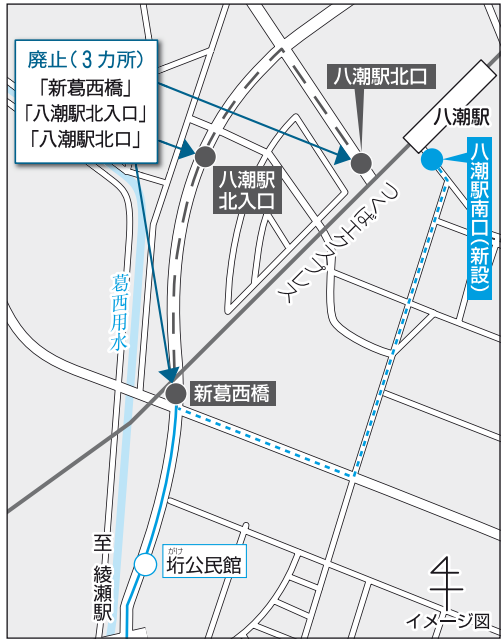 廃止(3カ所)
「新葛西橋」
「八潮駅北入口」
「八潮駅北口」
八潮駅北口
八潮駅
八潮駅
北入口
八潮駅南口(新設)
つくばエクスプレス
葛西用水
新葛西橋
がけ
垳公民館
至 綾瀬駅
イメージ図